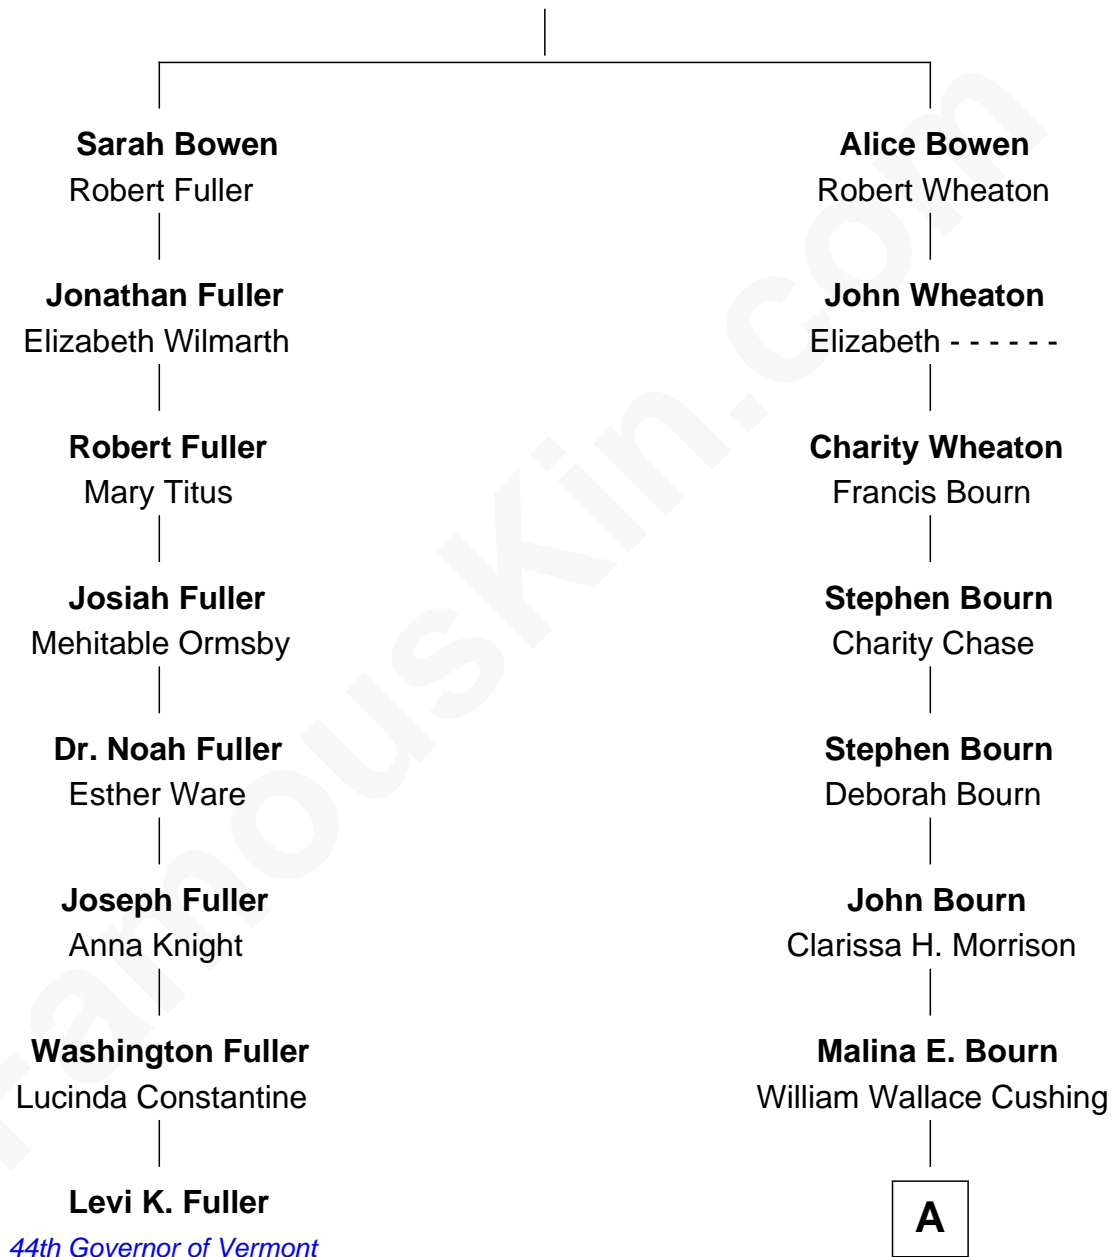 Sarah Bowen
Robert Fuller
Jonathan Fuller
Elizabeth Wilmarth
Robert Fuller
Mary Titus
Josiah Fuller
Mehitable Ormsby
Dr. Noah Fuller
Esther Ware
Joseph Fuller
Anna Knight
Washington Fuller
Lucinda Constantine
Levi K. Fuller
44th Governor of Vermont
Alice Bowen
Robert Wheaton
John Wheaton
Elizabeth - - - - - -
Charity Wheaton
Francis Bourn
Stephen Bourn
Charity Chase
Stephen Bourn
Deborah Bourn
John Bourn
Clarissa H. Morrison
Malina E. Bourn
William Wallace Cushing
A
FamousKin.com